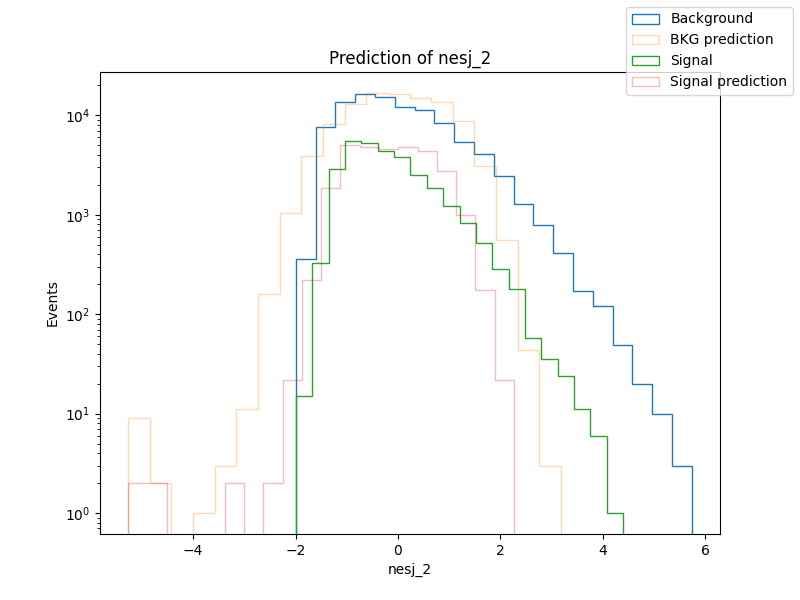 Prediction of nesj_2
Background
BKG prediction
Signal
Signal prediction
Events
10⁴
10³
10²
10¹
10⁰
−4
−2
0
2
4
6
nesj_2